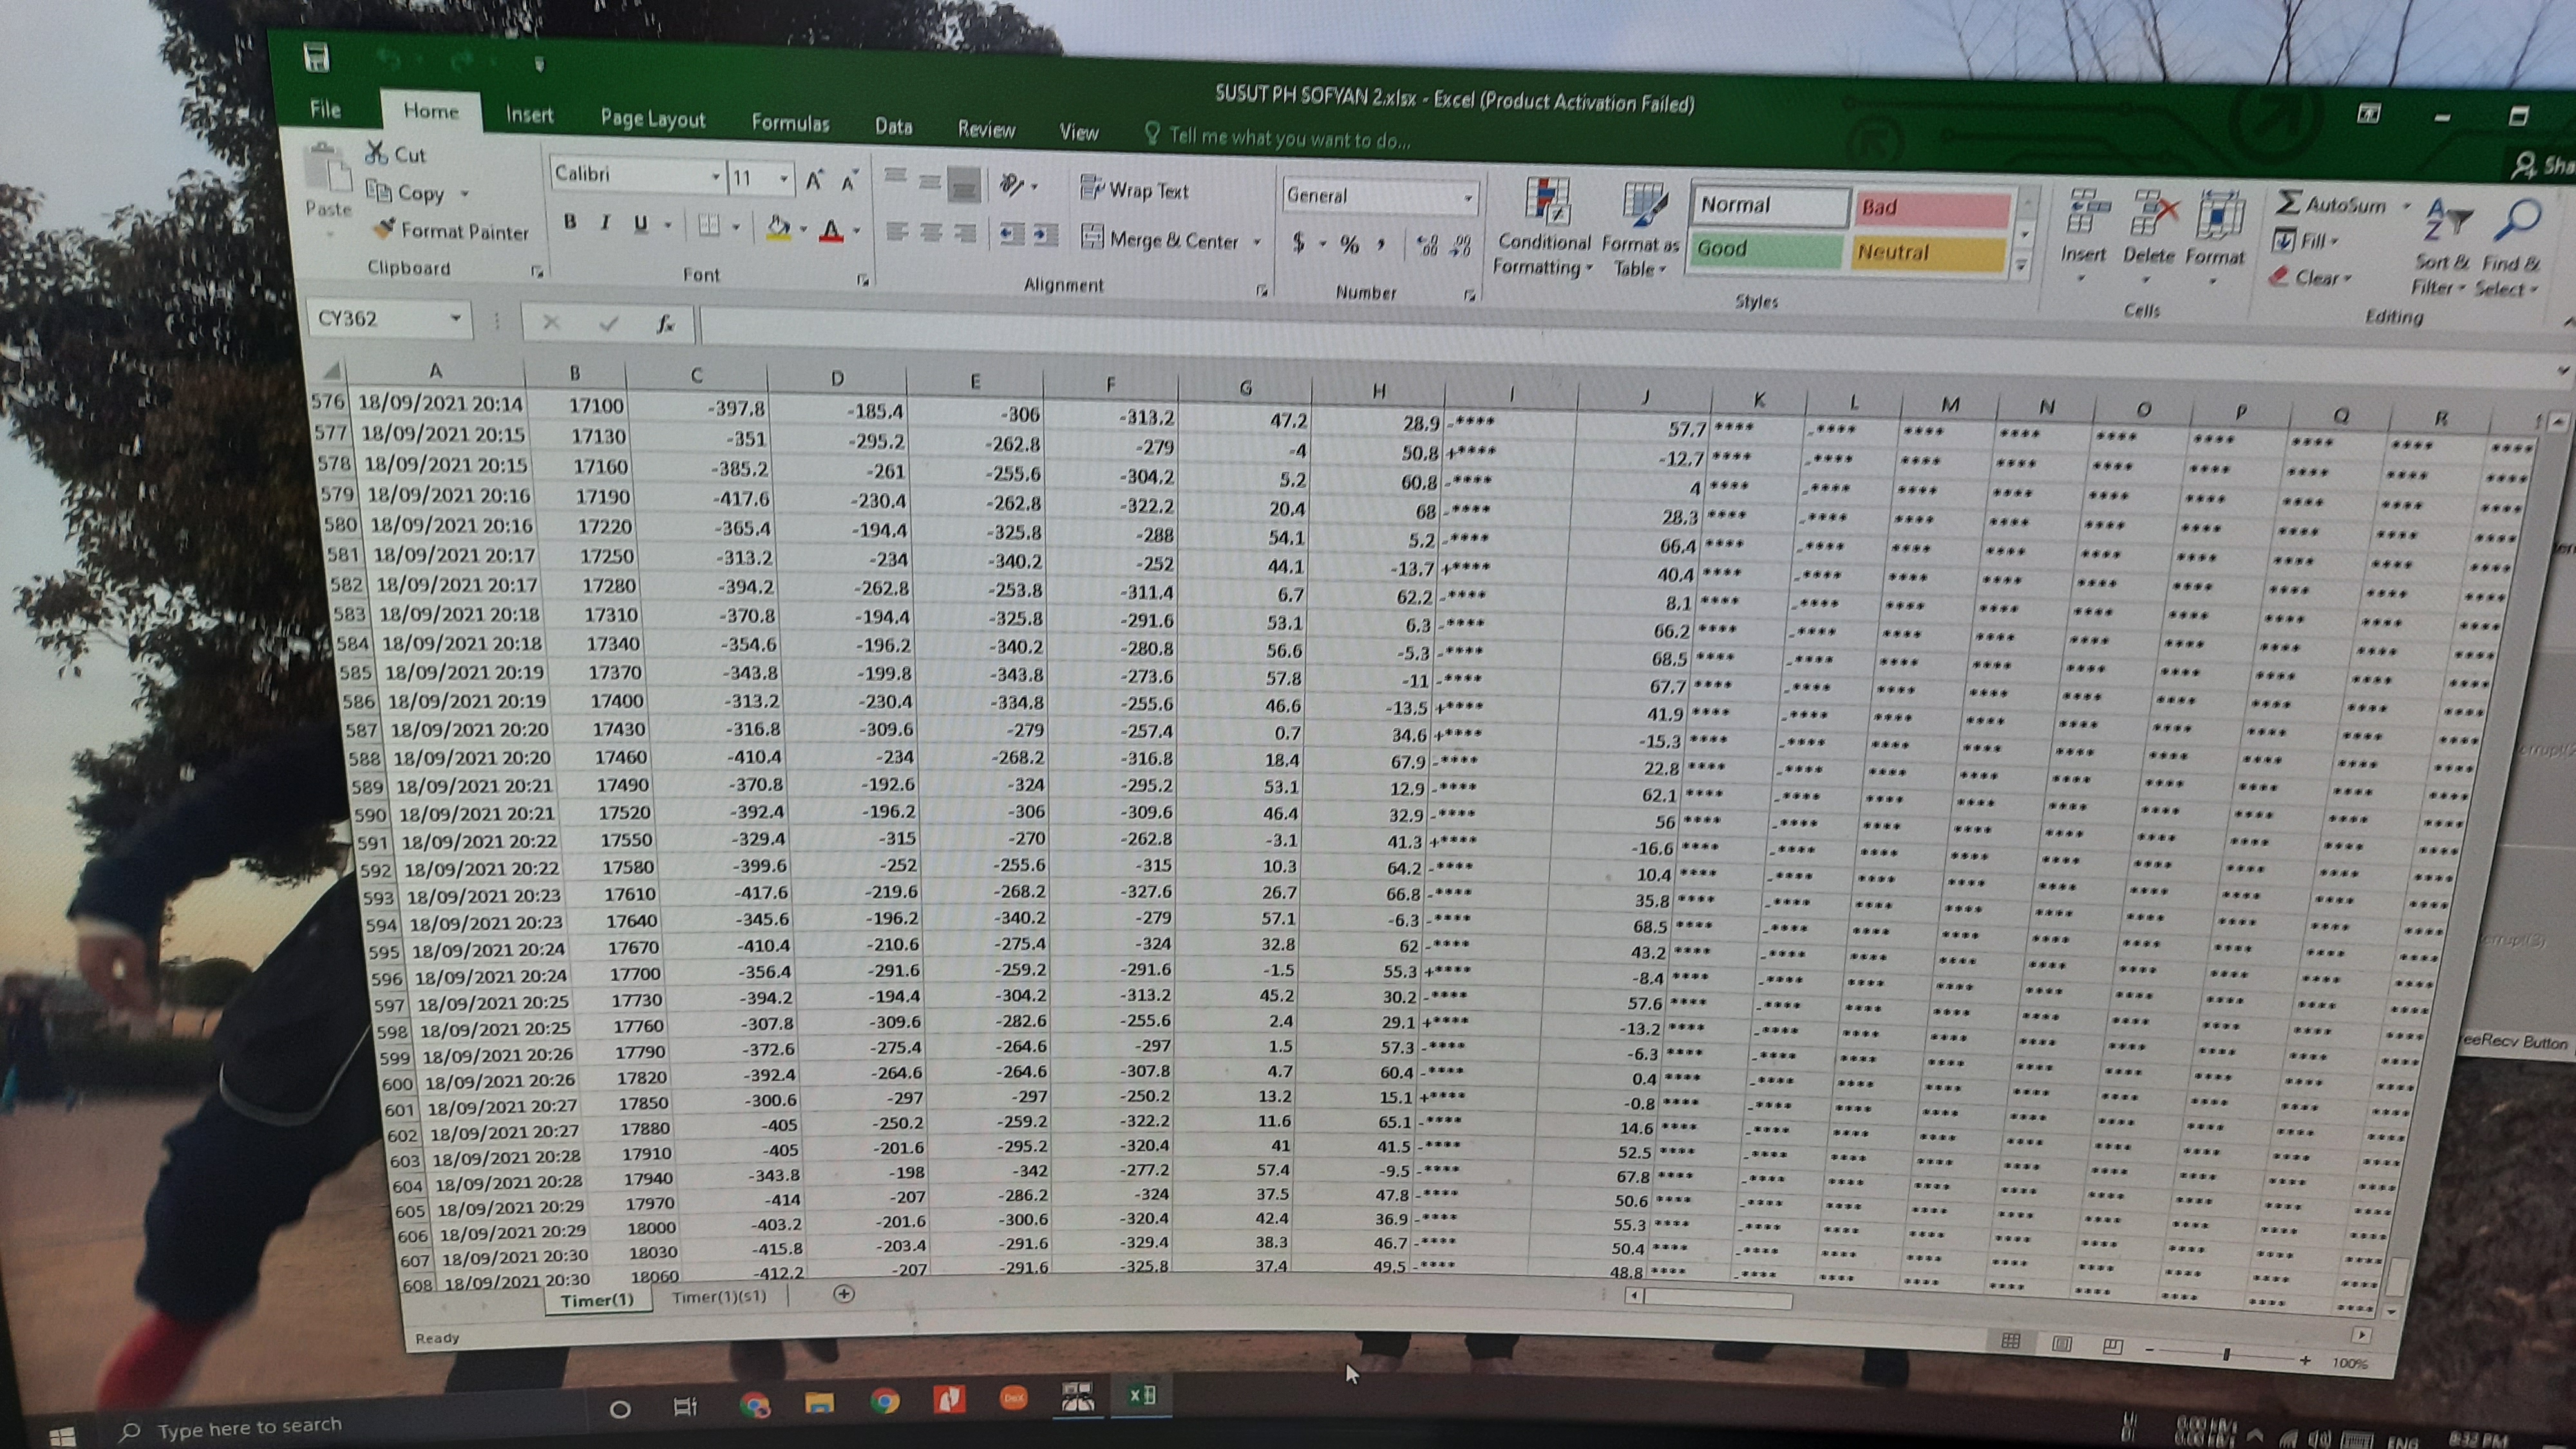 SUSUT PH SOFYAN 2.xlsx - Excel (Product Activation Failed)
File Home Insert Page Layout Formulas Data Review View Tell me what you want to do...
Cut
Copy
Paste
Format Painter
Clipboard
Calibri 11
B I U
Font
Wrap Text
Merge & Center
Alignment
General
$ % ,
Number
Conditional Formatting
Format as Table
Normal Bad
Good Neutral
Styles
Insert Delete Format
Cells
AutoSum
Fill
Clear
Sort & Filter
Find & Select
Editing
CY362 fx
A B C D E F G H I J K L M N O P Q R
576 18/09/2021 20:14 17100 -397.8 -185.4 -306 -313.2 47.2 28.9 -**** 57.7 **** -**** **** **** **** **** **** **** ****
577 18/09/2021 20:15 17130 -351 -295.2 -262.8 -279 -4 50.8 +**** -12.7 **** -**** **** **** **** **** **** **** ****
578 18/09/2021 20:15 17160 -385.2 -261 -255.6 -304.2 5.2 60.8 -**** 4 **** -**** **** **** **** **** **** **** ****
579 18/09/2021 20:16 17190 -417.6 -230.4 -262.8 -322.2 20.4 68 -**** 28.3 **** -**** **** **** **** **** **** **** ****
580 18/09/2021 20:16 17220 -365.4 -194.4 -325.8 -288 54.1 5.2 -**** 66.4 **** -**** **** **** **** **** **** **** ****
581 18/09/2021 20:17 17250 -313.2 -234 -340.2 -252 44.1 -13.7 +**** 40.4 **** -**** **** **** **** **** **** **** ****
582 18/09/2021 20:17 17280 -394.2 -262.8 -253.8 -311.4 6.7 62.2 -**** 8.1 **** -**** **** **** **** **** **** **** ****
583 18/09/2021 20:18 17310 -370.8 -194.4 -325.8 -291.6 53.1 6.3 -**** 66.2 **** -**** **** **** **** **** **** **** ****
584 18/09/2021 20:18 17340 -354.6 -196.2 -340.2 -280.8 56.6 -5.3 -**** 68.5 **** -**** **** **** **** **** **** **** ****
585 18/09/2021 20:19 17370 -343.8 -199.8 -343.8 -273.6 57.8 -11 -**** 67.7 **** -**** **** **** **** **** **** **** ****
586 18/09/2021 20:19 17400 -313.2 -230.4 -334.8 -255.6 46.6 -13.5 +**** 41.9 **** -**** **** **** **** **** **** **** ****
587 18/09/2021 20:20 17430 -316.8 -309.6 -279 -257.4 0.7 34.6 +**** -15.3 **** -**** **** **** **** **** **** **** ****
588 18/09/2021 20:20 17460 -410.4 -234 -268.2 -316.8 18.4 67.9 -**** 22.8 **** -**** **** **** **** **** **** **** ****
589 18/09/2021 20:21 17490 -370.8 -192.6 -324 -295.2 53.1 12.9 -**** 62.1 **** -**** **** **** **** **** **** **** ****
590 18/09/2021 20:21 17520 -392.4 -196.2 -306 -309.6 46.4 32.9 -**** 56 **** -**** **** **** **** **** **** **** ****
591 18/09/2021 20:22 17550 -329.4 -315 -270 -262.8 -3.1 41.3 +**** -16.6 **** -**** **** **** **** **** **** **** ****
592 18/09/2021 20:22 17580 -399.6 -252 -255.6 -315 10.3 64.2 -**** 10.4 **** -**** **** **** **** **** **** **** ****
593 18/09/2021 20:23 17610 -417.6 -219.6 -268.2 -327.6 26.7 66.8 -**** 35.8 **** -**** **** **** **** **** **** **** ****
594 18/09/2021 20:23 17640 -345.6 -196.2 -340.2 -279 57.1 -6.3 -**** 68.5 **** -**** **** **** **** **** **** **** ****
595 18/09/2021 20:24 17670 -410.4 -210.6 -275.4 -324 32.8 62 -**** 43.2 **** -**** **** **** **** **** **** **** ****
596 18/09/2021 20:24 17700 -356.4 -291.6 -259.2 -291.6 -1.5 55.3 +**** -8.4 **** -**** **** **** **** **** **** **** ****
597 18/09/2021 20:25 17730 -394.2 -194.4 -304.2 -313.2 45.2 30.2 -**** 57.6 **** -**** **** **** **** **** **** **** ****
598 18/09/2021 20:25 17760 -307.8 -309.6 -282.6 -255.6 2.4 29.1 +**** -13.2 **** -**** **** **** **** **** **** **** ****
599 18/09/2021 20:26 17790 -372.6 -275.4 -264.6 -297 1.5 57.3 -**** -6.3 **** -**** **** **** **** **** **** **** ****
600 18/09/2021 20:26 17820 -392.4 -264.6 -264.6 -307.8 4.7 60.4 -**** 0.4 **** -**** **** **** **** **** **** **** ****
601 18/09/2021 20:27 17850 -300.6 -297 -297 -250.2 13.2 15.1 +**** -0.8 **** -**** **** **** **** **** **** **** ****
602 18/09/2021 20:27 17880 -405 -250.2 -259.2 -322.2 11.6 65.1 -**** 14.6 **** -**** **** **** **** **** **** **** ****
603 18/09/2021 20:28 17910 -405 -201.6 -295.2 -320.4 41 41.5 -**** 52.5 **** -**** **** **** **** **** **** **** ****
604 18/09/2021 20:28 17940 -343.8 -198 -342 -277.2 57.4 -9.5 -**** 67.8 **** -**** **** **** **** **** **** **** ****
605 18/09/2021 20:29 17970 -414 -207 -286.2 -324 37.5 47.8 -**** 50.6 **** -**** **** **** **** **** **** **** ****
606 18/09/2021 20:29 18000 -403.2 -201.6 -300.6 -320.4 42.4 36.9 -**** 55.3 **** -**** **** **** **** **** **** **** ****
607 18/09/2021 20:30 18030 -415.8 -203.4 -291.6 -329.4 38.3 46.7 -**** 50.4 **** -**** **** **** **** **** **** **** ****
608 18/09/2021 20:30 18060 -412.2 -207 -291.6 -325.8 37.4 49.5 -**** 48.8 **** -**** **** **** **** **** **** **** ****
eeRecv Button
Timer(1) Timer(1)(s1)
Ready
100%
Type here to search
ENG 8:33 PM